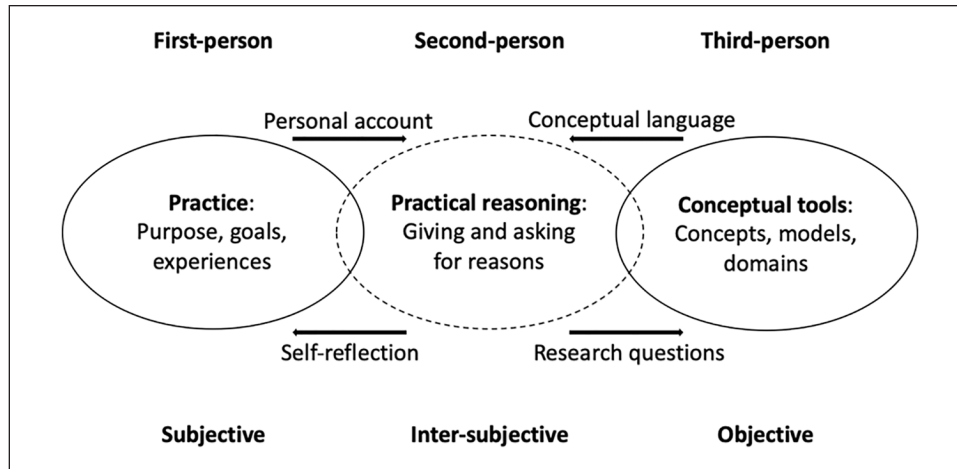 First-person
Second-person
Third-person
Personal account
Conceptual language
Practice:
Purpose, goals,
experiences
Practical reasoning:
Giving and asking
for reasons
Conceptual tools:
Concepts, models,
domains
Self-reflection
Research questions
Subjective
Inter-subjective
Objective